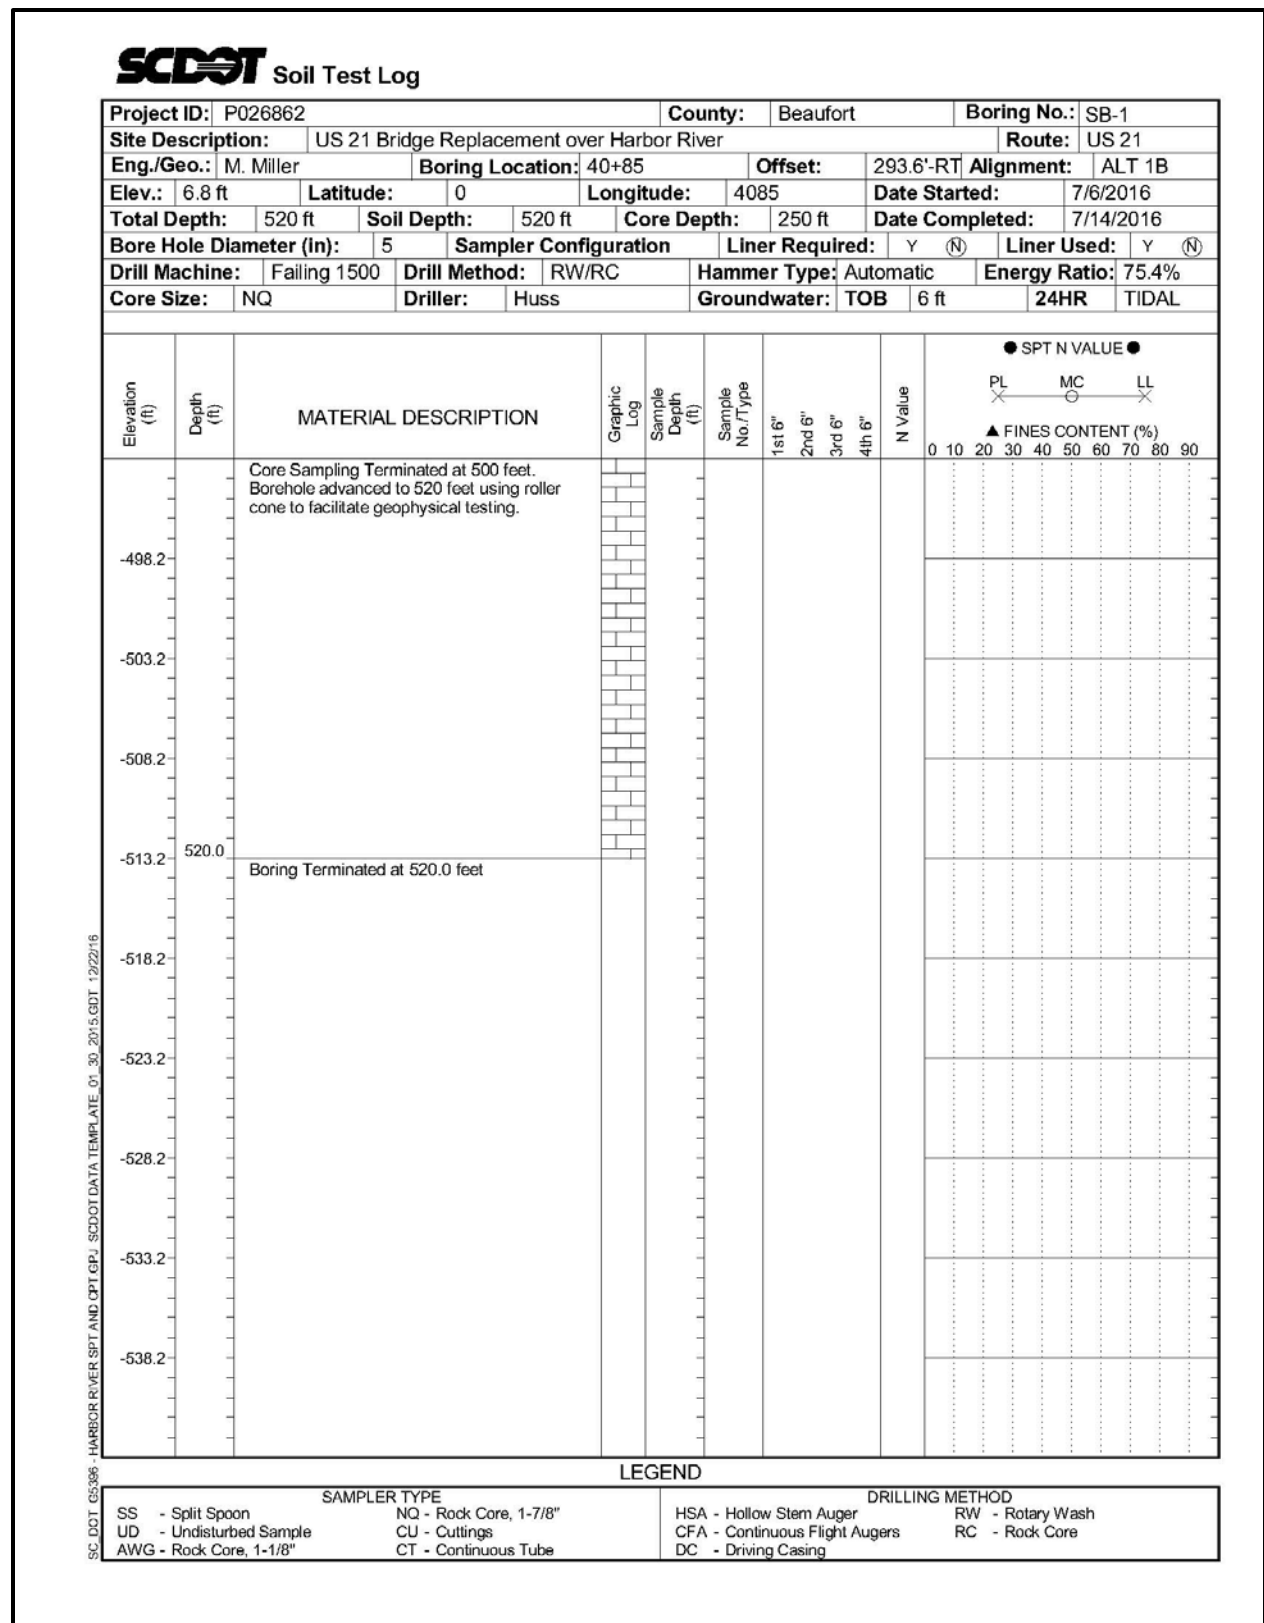 SCDOT Soil Test Log
Project ID: P026862 County: Beaufort Boring No.: SB-1
Site Description: US 21 Bridge Replacement over Harbor River Route: US 21
Eng./Geo.: M. Miller Boring Location: 40+85 Offset: 293.6'-RT Alignment: ALT 1B
Elev.: 6.8 ft Latitude: 0 Longitude: 4085 Date Started: 7/6/2016
Total Depth: 520 ft Soil Depth: 520 ft Core Depth: 250 ft Date Completed: 7/14/2016
Bore Hole Diameter (in): 5 Sampler Configuration Liner Required: Y Ⓝ Liner Used: Y Ⓝ
Drill Machine: Failing 1500 Drill Method: RW/RC Hammer Type: Automatic Energy Ratio: 75.4%
Core Size: NQ Driller: Huss Groundwater: TOB 6 ft 24HR TIDAL
Elevation (ft)
Depth (ft)
MATERIAL DESCRIPTION
Graphic Log
Sample Depth (ft)
Sample No./Type
1st 6"
2nd 6"
3rd 6"
4th 6"
N Value
● SPT N VALUE ●
PL MC LL
▲ FINES CONTENT (%)
0 10 20 30 40 50 60 70 80 90
Core Sampling Terminated at 500 feet.
Borehole advanced to 520 feet using roller
cone to facilitate geophysical testing.
-498.2
-503.2
-508.2
-513.2 520.0
Boring Terminated at 520.0 feet
-518.2
-523.2
-528.2
-533.2
-538.2
SC_DOT G5396 - HARBOR RIVER SPT AND CPT.GPJ SCDOT DATA TEMPLATE_01_30_2015.GDT 12/22/16
LEGEND
SAMPLER TYPE DRILLING METHOD
SS - Split Spoon NQ - Rock Core, 1-7/8" HSA - Hollow Stem Auger RW - Rotary Wash
UD - Undisturbed Sample CU - Cuttings CFA - Continuous Flight Augers RC - Rock Core
AWG - Rock Core, 1-1/8" CT - Continuous Tube DC - Driving Casing